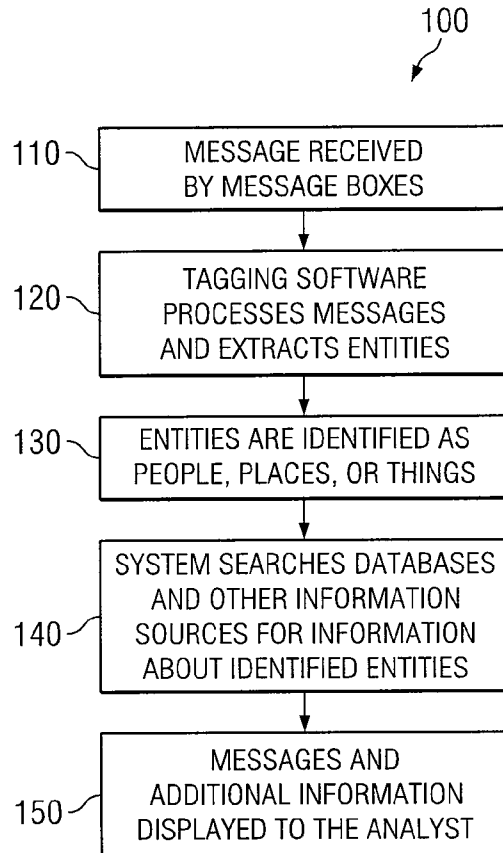 100
110
MESSAGE RECEIVED
BY MESSAGE BOXES
120
TAGGING SOFTWARE
PROCESSES MESSAGES
AND EXTRACTS ENTITIES
130
ENTITIES ARE IDENTIFIED AS
PEOPLE, PLACES, OR THINGS
140
SYSTEM SEARCHES DATABASES
AND OTHER INFORMATION
SOURCES FOR INFORMATION
ABOUT IDENTIFIED ENTITIES
150
MESSAGES AND
ADDITIONAL INFORMATION
DISPLAYED TO THE ANALYST